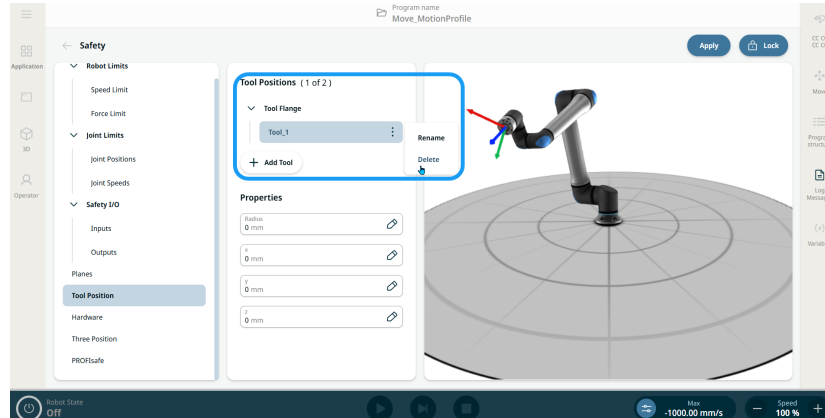 Program name
Move_MotionProfile
Safety
Apply
Lock
Application
3D
Operator
Robot Limits
Speed Limit
Force Limit
Joint Limits
Joint Positions
Joint Speeds
Safety I/O
Inputs
Outputs
Planes
Tool Position
Hardware
Three Position
PROFIsafe
Tool Positions (1 of 2)
Tool Flange
Tool_1
Rename
Delete
Add Tool
Properties
Radius
0 mm
X
0 mm
y
0 mm
z
0 mm
Move
Log
Robot State
Off
Max
-1000.00 mm/s
Speed
100 %